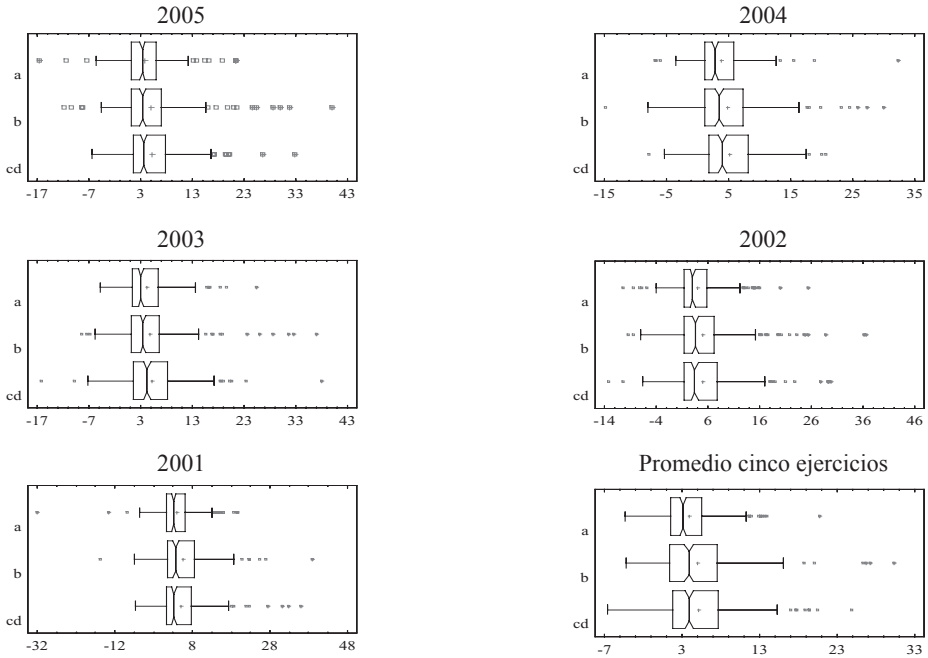 2005
a
b
cd
-17 -7 3 13 23 33 43
2004
a
b
cd
-15 -5 5 15 25 35
2003
a
b
cd
-17 -7 3 13 23 33 43
2002
a
b
cd
-14 -4 6 16 26 36 46
2001
a
b
cd
-32 -12 8 28 48
Promedio cinco ejercicios
a
b
cd
-7 3 13 23 33